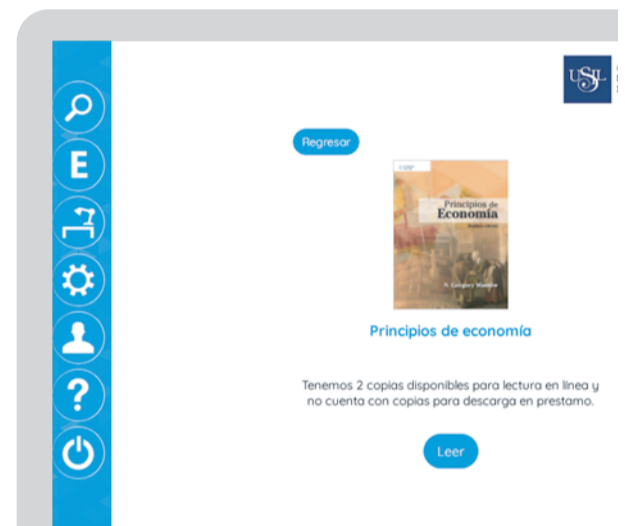 USIL
Regresar
E
Principios de
Economía
N. Gregory Mankiw
Principios de economía
Tenemos 2 copias disponibles para lectura en línea y
no cuenta con copias para descarga en prestamo.
?
Leer